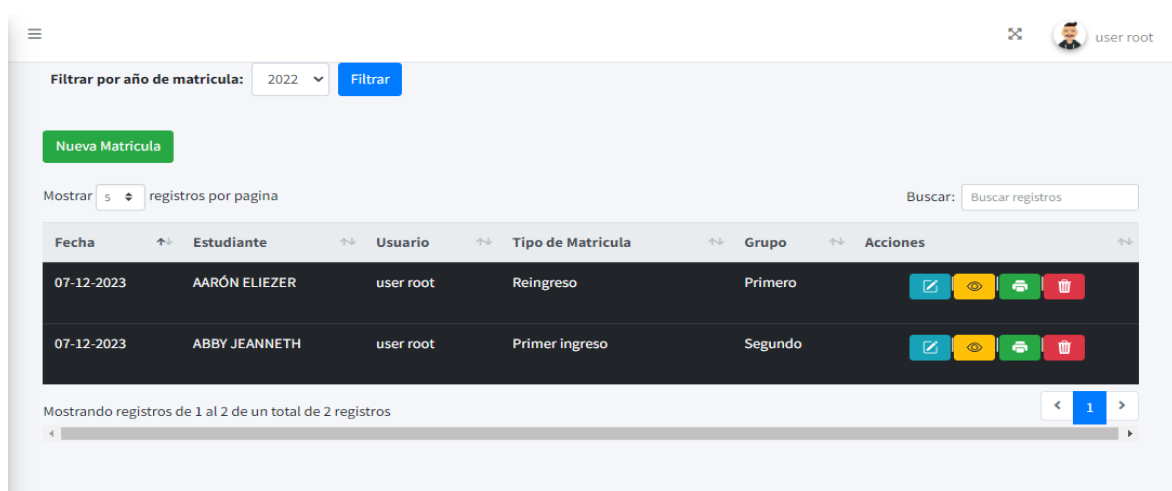 user root
Filtrar por año de matricula: 2022 Filtrar
Nueva Matricula
Mostrar 5 registros por pagina Buscar: Buscar registros
Fecha Estudiante Usuario Tipo de Matricula Grupo Acciones
07-12-2023 AARÓN ELIEZER user root Reingreso Primero
07-12-2023 ABBY JEANNETH user root Primer ingreso Segundo
Mostrando registros de 1 al 2 de un total de 2 registros 1